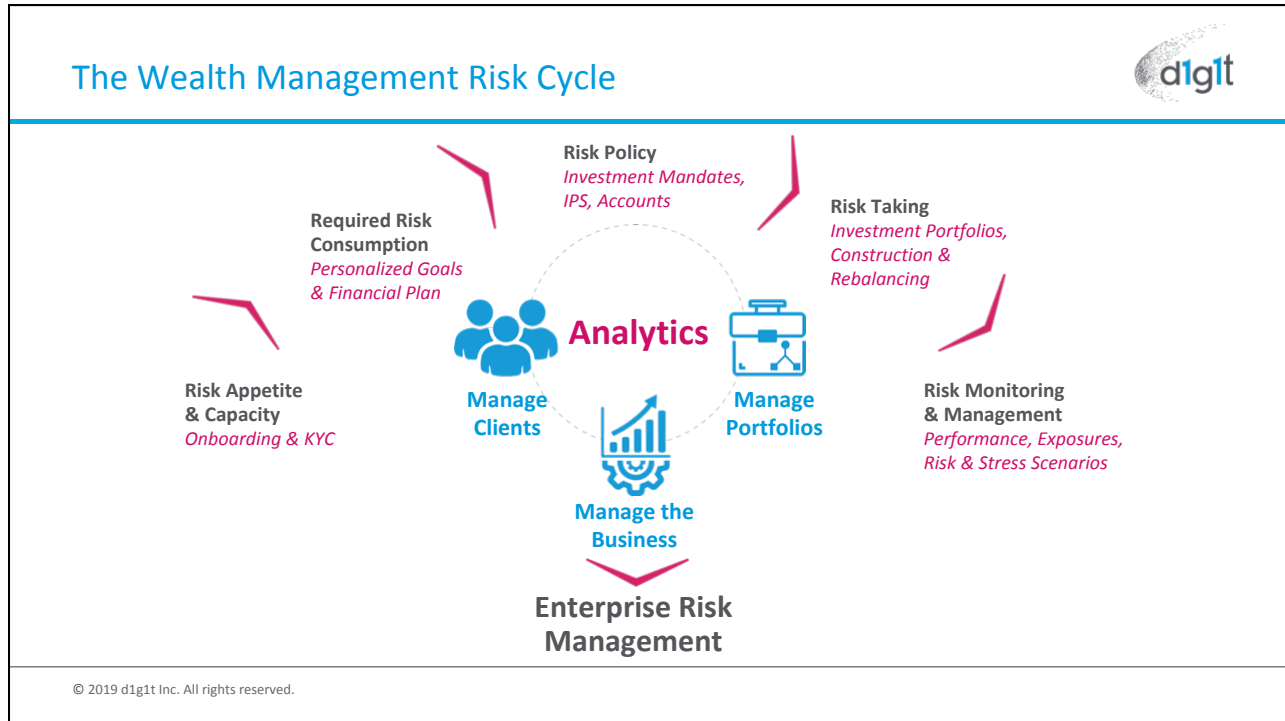 The Wealth Management Risk Cycle
d1g1t
Risk Policy
Investment Mandates,
IPS, Accounts
Required Risk
Consumption
Personalized Goals
& Financial Plan
Risk Taking
Investment Portfolios,
Construction &
Rebalancing
Analytics
Risk Appetite
& Capacity
Onboarding & KYC
Manage
Clients
Manage
Portfolios
Risk Monitoring
& Management
Performance, Exposures,
Risk & Stress Scenarios
Manage the
Business
Enterprise Risk
Management
© 2019 d1g1t Inc. All rights reserved.